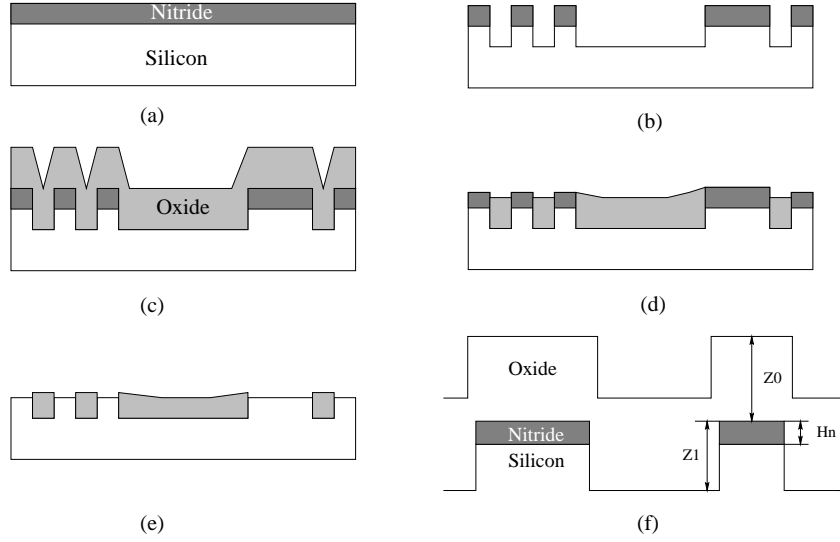 Nitride
Silicon
(a)
(b)
Oxide
(c)
(d)
(e)
Oxide
Z0
Nitride
Hn
Z1
Silicon
(f)